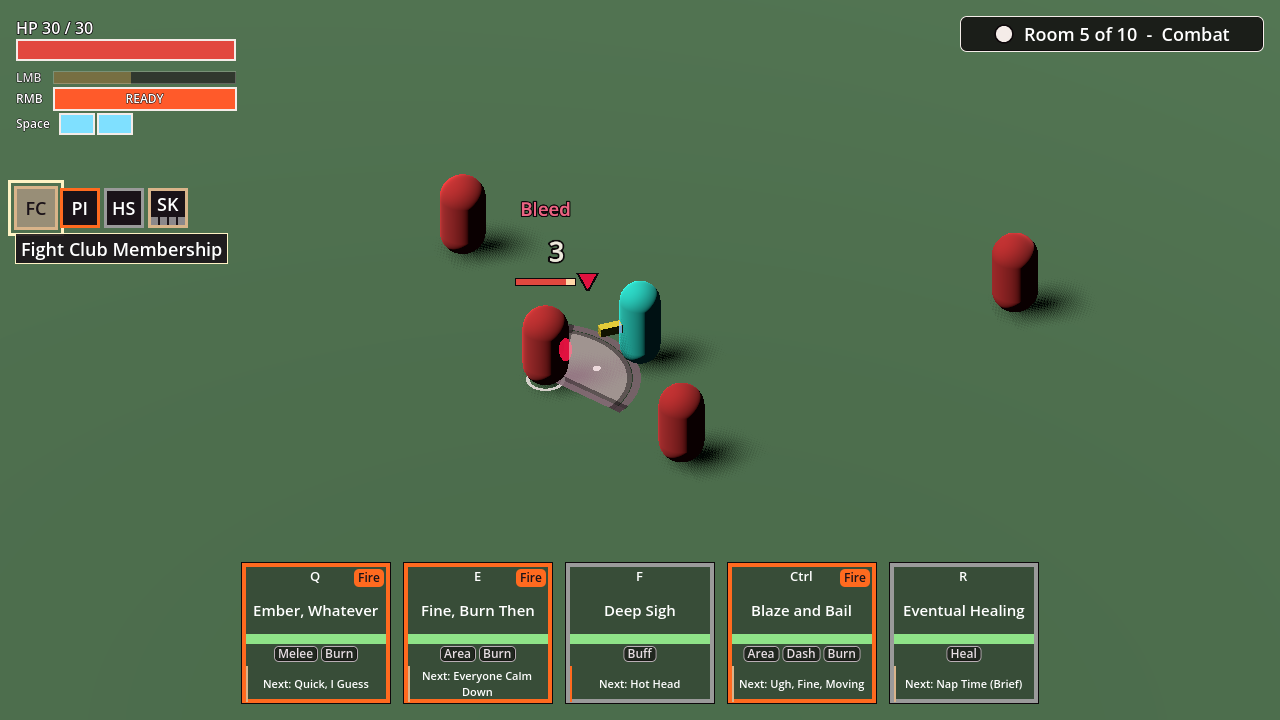 HP 30 / 30
Room 5 of 10 - Combat
LMB
RMB READY
Space
FC PI HS SK
Fight Club Membership
Bleed
3
Q Fire
Ember, Whatever
Melee Burn
Next: Quick, I Guess
E Fire
Fine, Burn Then
Area Burn
Next: Everyone Calm
Down
F
Deep Sigh
Buff
Next: Hot Head
Ctrl Fire
Blaze and Bail
Area Dash Burn
Next: Ugh, Fine, Moving
R
Eventual Healing
Heal
Next: Nap Time (Brief)